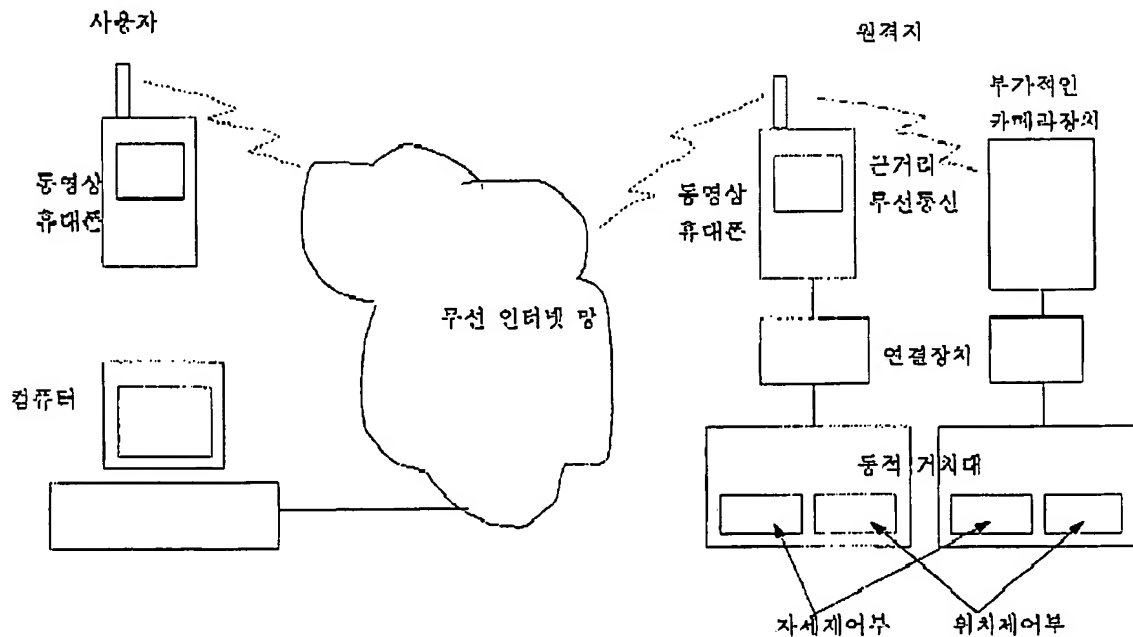 사용자
원격지
부가적인
카메라장치
동영상
휴대폰
동영상
휴대폰
근거리
무선통신
무선 인터넷 망
연결장치
컴퓨터
동적 거치대
자세제어부
위치제어부